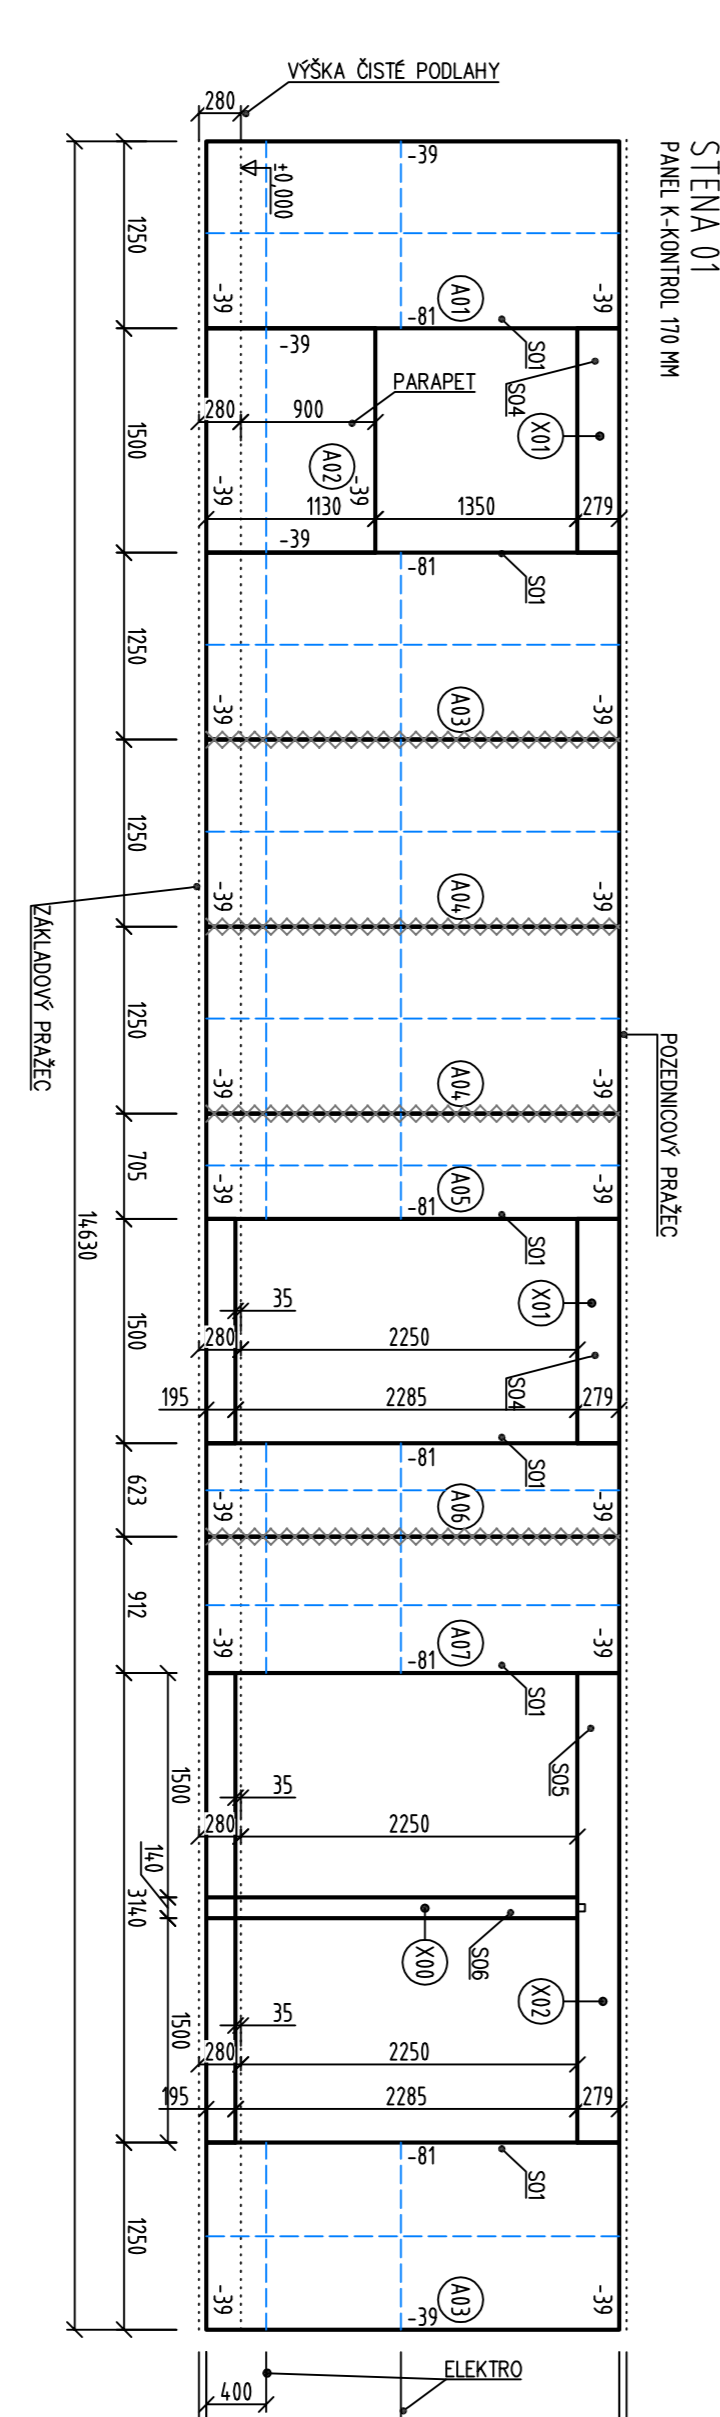 STENA 01
PANEL K-KONTROL 170 MM
VÝŠKA ČISTÉ PODLAHY
280
±0,000
-39
1250
-39
A01
-39
-81
S01
-39
S04
PARAPET
280
900
X01
1500
A02
-39
-39
1130
1350
279
-39
-81
S01
1250
-39
A03
-39
1250
-39
A04
-39
ZÁKLADOVÝ PRAŽEC
POZEDNICOVÝ PRAŽEC
1250
-39
A04
-39
705
-39
A05
-39
-81
S01
14630
35
X01
1500
280
2250
S04
195
2285
279
-81
S01
623
-39
A06
-39
912
-39
A07
-39
-81
S01
S05
1500
35
280
2250
140
3140
X00
S06
X02
1500
35
280
2250
195
2285
279
-81
S01
1250
-39
A03
-39
-39
ELEKTRO
400